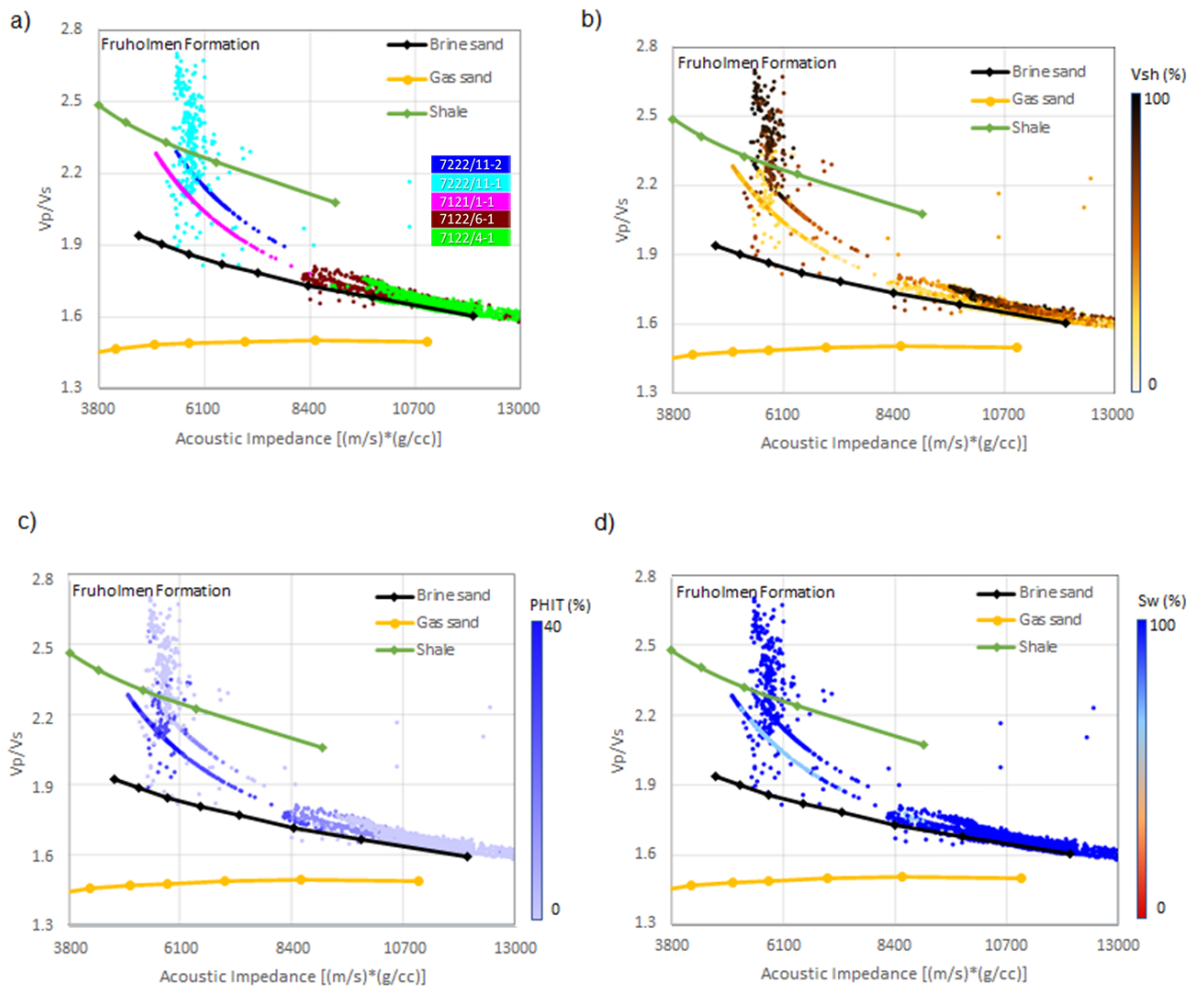 a)
Fruholmen Formation
Brine sand
Gas sand
Shale
7222/11-2
7222/11-1
7121/1-1
7122/6-1
7122/4-1
2.8
2.5
2.2
1.9
1.6
1.3
Vp/Vs
3800
6100
8400
10700
13000
Acoustic Impedance [(m/s)*(g/cc)]
b)
Fruholmen Formation
Brine sand
Gas sand
Shale
Vsh (%)
100
0
2.8
2.5
2.2
1.9
1.6
1.3
Vp/Vs
3800
6100
8400
10700
13000
Acoustic Impedance [(m/s)*(g/cc)]
c)
Fruholmen Formation
Brine sand
Gas sand
Shale
PHIT (%)
40
0
2.8
2.5
2.2
1.9
1.6
1.3
Vp/Vs
3800
6100
8400
10700
13000
Acoustic Impedance [(m/s)*(g/cc)]
d)
Fruholmen Formation
Brine sand
Gas sand
Shale
Sw (%)
100
0
2.8
2.5
2.2
1.9
1.6
1.3
Vp/Vs
3800
6100
8400
10700
13000
Acoustic Impedance [(m/s)*(g/cc)]